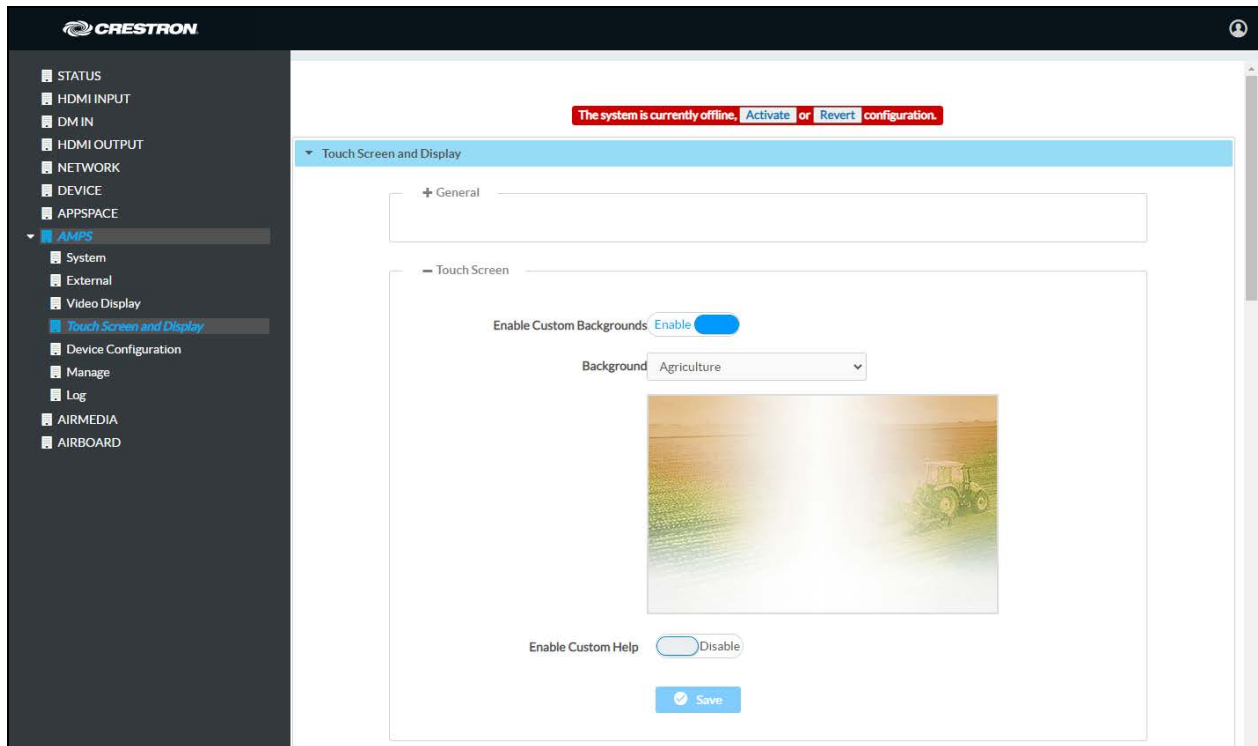 CRESTRON
STATUS
HDMI INPUT
DM IN
HDMI OUTPUT
NETWORK
DEVICE
APPSPACE
AMPS
System
External
Video Display
Touch Screen and Display
Device Configuration
Manage
Log
AIRMEDIA
AIRBOARD
The system is currently offline, Activate or Revert configuration.
Touch Screen and Display
General
Touch Screen
Enable Custom Backgrounds Enable
Background Agriculture
Enable Custom Help Disable
Save